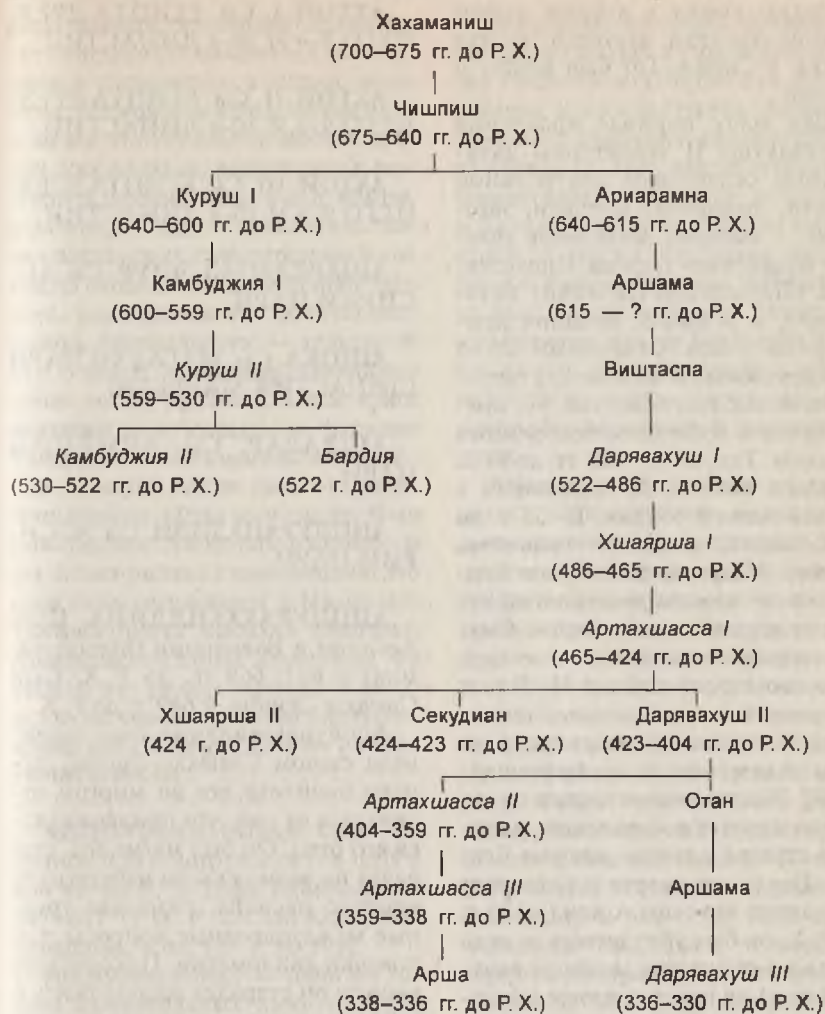 Хахаманиш
(700–675 гг. до Р. Х.)
Чишпиш
(675–640 гг. до Р. Х.)
Куруш I
Ариарамна
(640–600 гг. до Р. Х.)
(640–615 гг. до Р. Х.)
Камбуджия I
Аршама
(600–559 гг. до Р. Х.)
(615 — ? гг. до Р. Х.)
Куруш II
Виштаспа
(559–530 гг. до Р. Х.)
Камбуджия II
Бардия
Дарявахуш I
(530–522 гг. до Р. Х.)
(522 г. до Р. Х.)
(522–486 гг. до Р. Х.)
Хшаярша I
(486–465 гг. до Р. Х.)
Артахшасса I
(465–424 гг. до Р. Х.)
Хшаярша II
Секудиан
Дарявахуш II
(424 г. до Р. Х.)
(424–423 гг. до Р. Х.)
(423–404 гг. до Р. Х.)
Артахшасса II
Отан
(404–359 гг. до Р. Х.)
Артахшасса III
Аршама
(359–338 гг. до Р. Х.)
Арша
Дарявахуш III
(338–336 гг. до Р. Х.)
(336–330 гг. до Р. Х.)